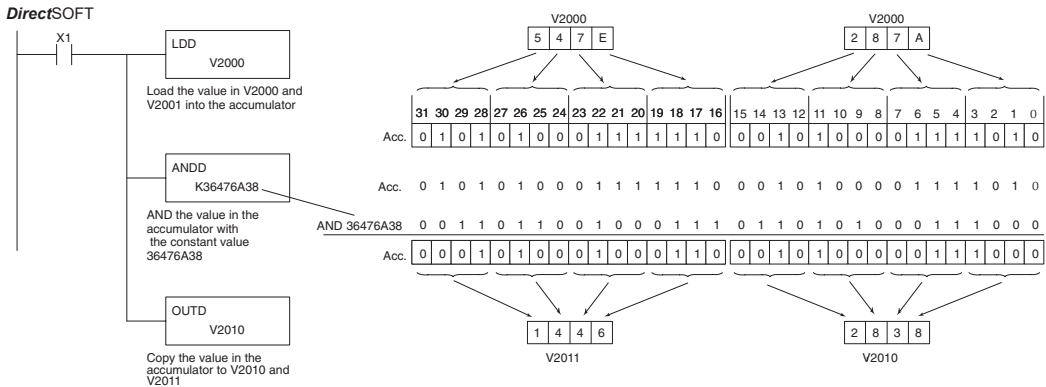 DirectSOFT
X1
LDD
V2000
Load the value in V2000 and
V2001 into the accumulator
ANDD
K36476A38
AND the value in the
accumulator with
the constant value
36476A38
OUTD
V2010
Copy the value in the
accumulator to V2010 and
V2011
V2000
5 4 7 E
V2000
2 8 7 A
31 30 29 28 27 26 25 24 23 22 21 20 19 18 17 16 15 14 13 12 11 10 9 8 7 6 5 4 3 2 1 0
Acc. 0 1 0 1 0 1 0 0 0 1 1 1 1 1 1 0 0 0 1 0 1 0 0 0 0 1 1 1 1 0 1 0
Acc. 0 1 0 1 0 1 0 0 0 1 1 1 1 1 1 0 0 0 1 0 1 0 0 0 0 1 1 1 1 0 1 0
AND 36476A38 0 0 1 1 0 1 1 0 0 1 0 0 0 1 1 1 0 1 1 0 1 0 1 0 0 0 1 1 1 0 0 0
Acc. 0 0 0 1 0 1 0 0 0 1 0 0 0 1 1 0 0 0 1 0 1 0 0 0 0 0 1 1 1 0 0 0
1 4 4 6
V2011
2 8 3 8
V2010